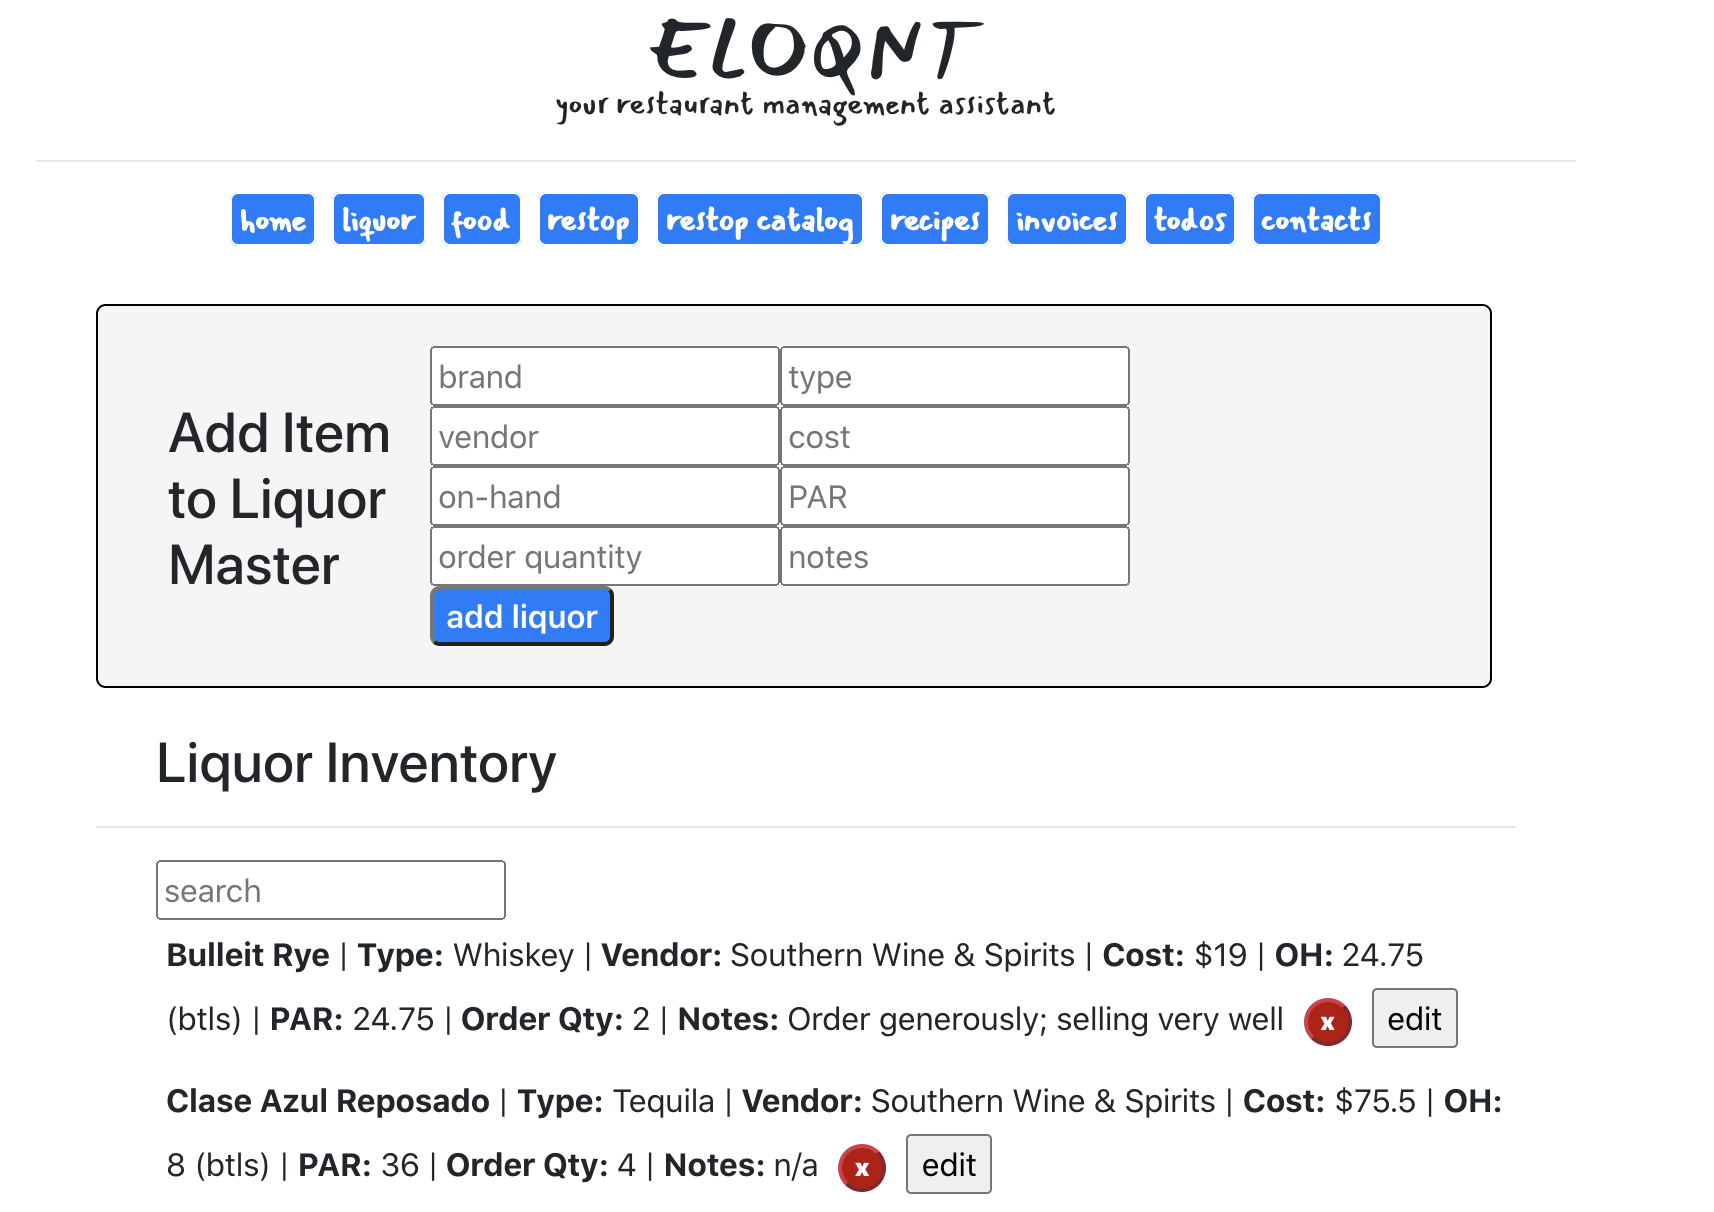 ELOQNT
your restaurant management assistant
home liquor food restop restop catalog recipes invoices todos contacts
Add Item
to Liquor
Master
brand type
vendor cost
on-hand PAR
order quantity notes
add liquor
Liquor Inventory
search
Bulleit Rye | Type: Whiskey | Vendor: Southern Wine & Spirits | Cost: $19 | OH: 24.75
(btls) | PAR: 24.75 | Order Qty: 2 | Notes: Order generously; selling very well x edit
Clase Azul Reposado | Type: Tequila | Vendor: Southern Wine & Spirits | Cost: $75.5 | OH:
8 (btls) | PAR: 36 | Order Qty: 4 | Notes: n/a x edit